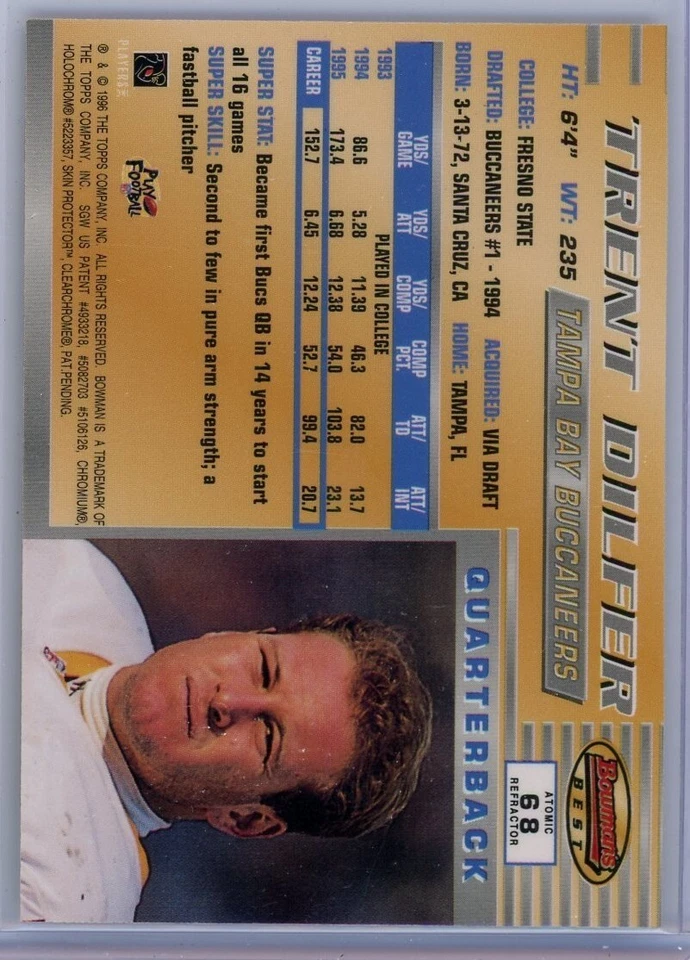 TRENT DILFER
TAMPA BAY BUCCANEERS
HT: 6'4" WT: 235
COLLEGE: FRESNO STATE
DRAFTED: BUCCANEERS #1 - 1994 ACQUIRED: VIA DRAFT
BORN: 3-13-72, SANTA CRUZ, CA HOME: TAMPA, FL
Bowman's
BEST
ATOMIC
68
REFRACTOR
QUARTERBACK
YDS/ GAME YDS/ ATT YDS/ COMP COMP PCT. ATT/ TD ATT/ INT
1993 PLAYED IN COLLEGE
1994 86.6 5.28 11.39 46.3 82.0 13.7
1995 173.4 6.68 12.38 54.0 103.8 23.1
CAREER 152.7 6.45 12.24 52.7 99.4 20.7
SUPER STAT: Became first Bucs QB in 14 years to start
all 16 games
SUPER SKILL: Second to few in pure arm strength; a
fastball pitcher
PLAYERS INC
PLAY
FOOTBALL
® & © 1996 THE TOPPS COMPANY, INC. ALL RIGHTS RESERVED. BOWMAN IS A TRADEMARK OF
THE TOPPS COMPANY, INC. SGW US PATENT #4933218, #5082703 #5106126, CHROMIUM®,
HOLOCHROM® #5223357, SKIN PROTECTOR™, CLEARCHROME®, PAT. PENDING.